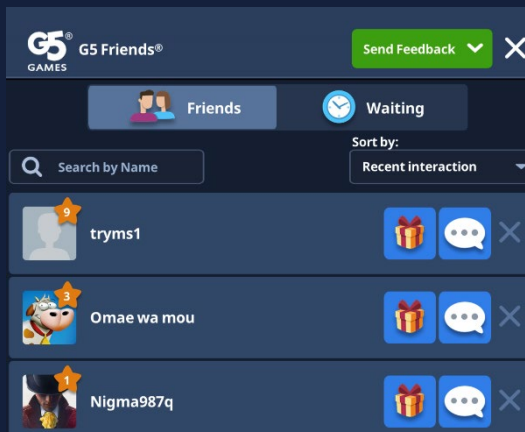 G5®
GAMES
G5 Friends®
Send Feedback
Friends
Waiting
Sort by:
Search by Name
Recent interaction
9
tryms1
3
Omae wa mou
1
Nigma987q